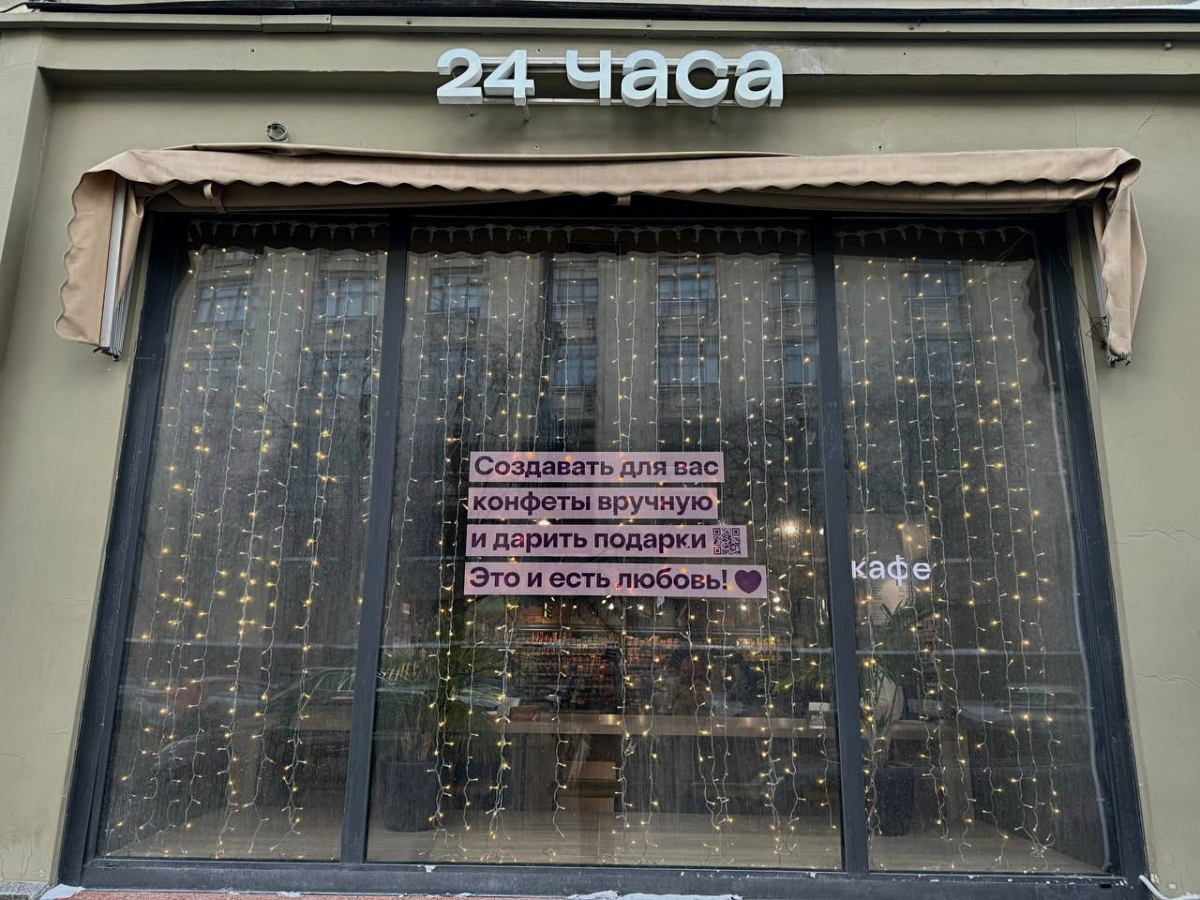 24 часа
Создавать для вас
конфеты вручную
и дарить подарки
Это и есть любовь!
кафе